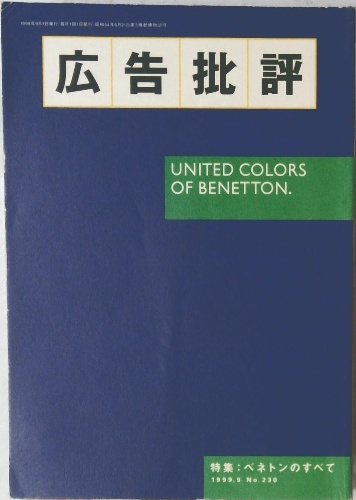 広告批評
UNITED COLORS
OF BENETTON.
特集：ベネトンのすべて
1999.9 No.230